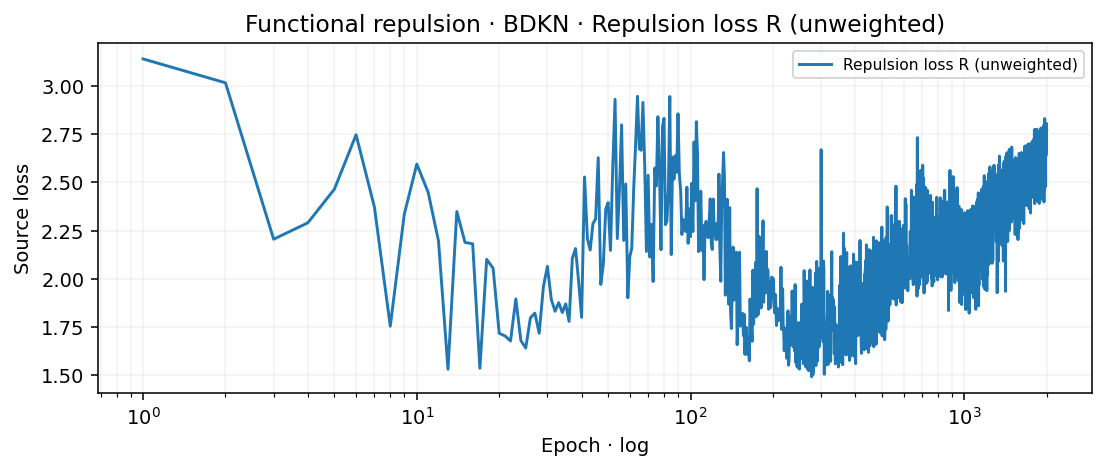 Functional repulsion · BDKN · Repulsion loss R (unweighted)
Repulsion loss R (unweighted)
Source loss
3.00
2.75
2.50
2.25
2.00
1.75
1.50
10⁰
10¹
10²
10³
Epoch · log